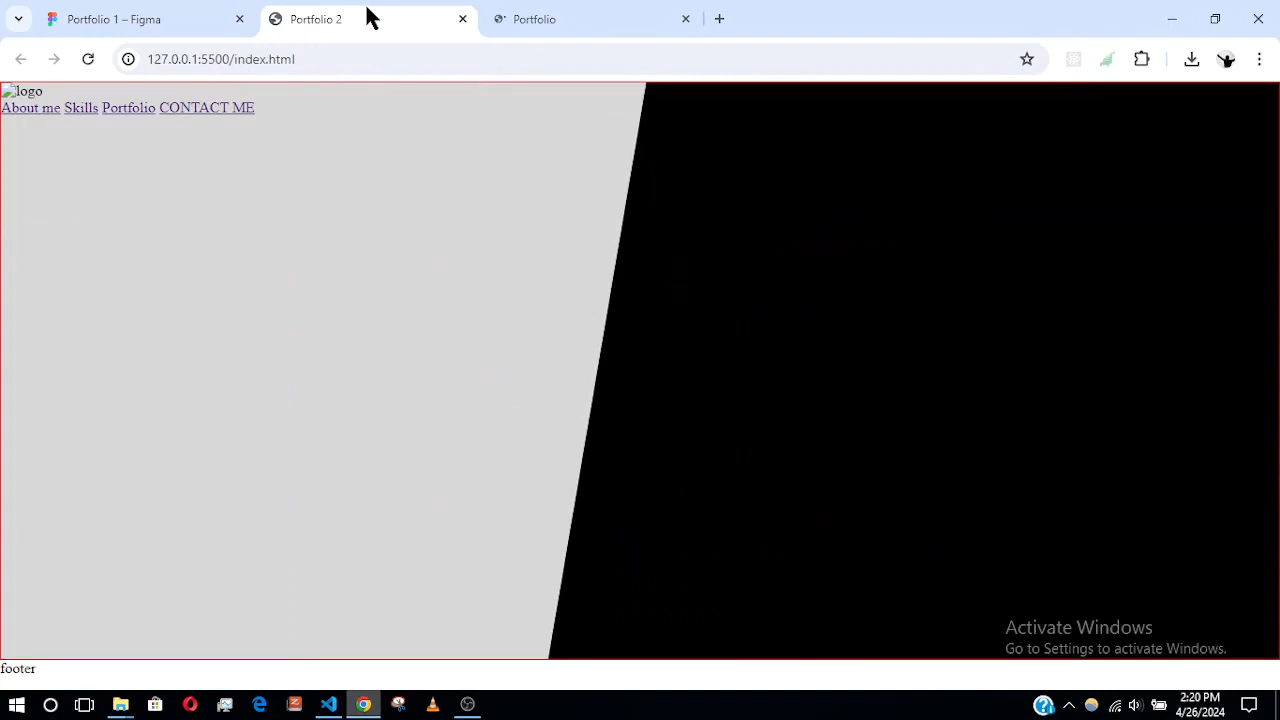 Portfolio 1 – Figma
Portfolio 2
Portfolio
127.0.0.1:5500/index.html
logo
About me Skills Portfolio CONTACT ME
Activate Windows
Go to Settings to activate Windows.
footer
2:20 PM
4/26/2024